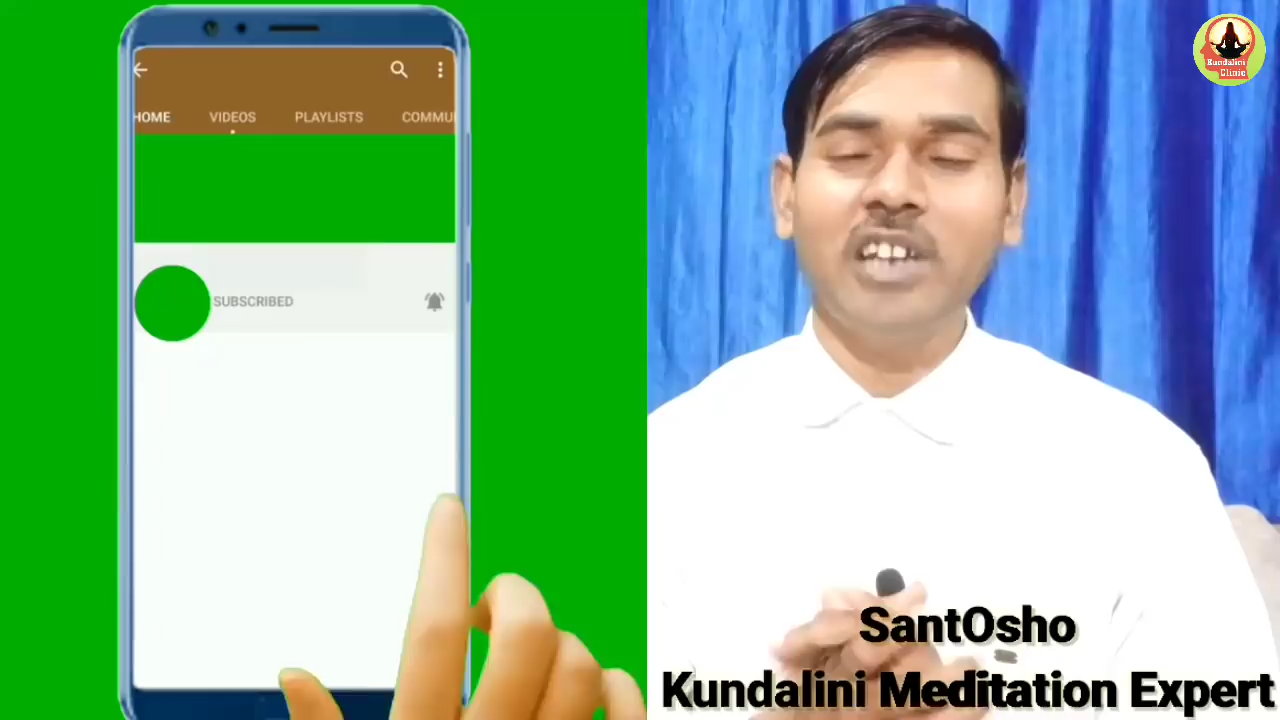 HOME VIDEOS PLAYLISTS COMMU
SUBSCRIBED
Kundalini
Clinic
SantOsho
Kundalini Meditation Expert